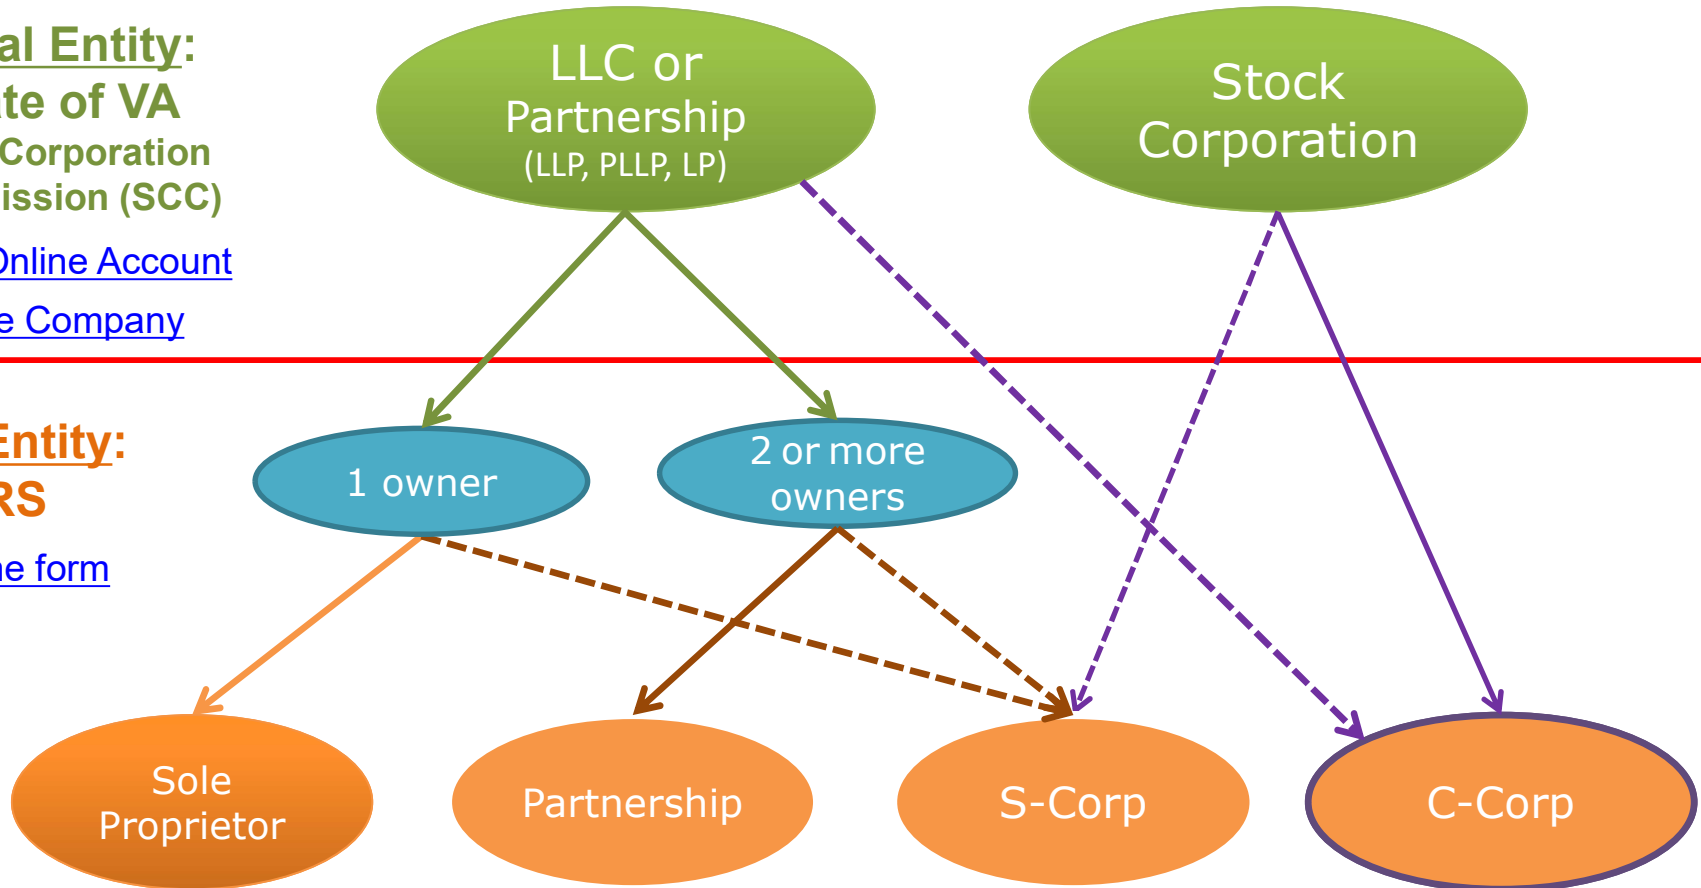 al Entity:
ate of VA
Corporation
ission (SCC)
Online Account
e Company
LLC or
Partnership
(LLP, PLLP, LP)
Stock
Corporation
Entity:
RS
ne form
1 owner
2 or more
owners
Sole
Proprietor
Partnership
S-Corp
C-Corp